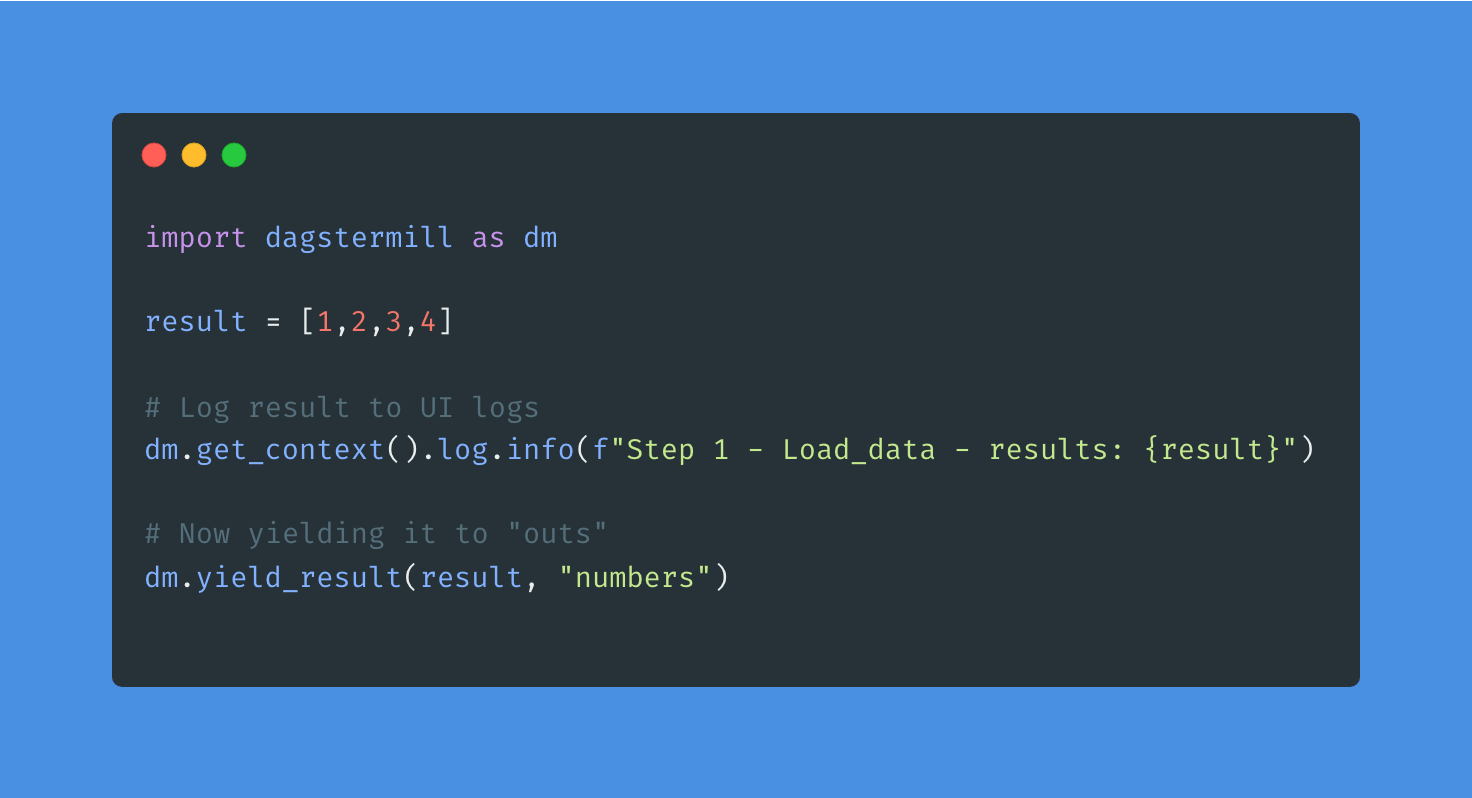 import dagstermill as dm
result = [1,2,3,4]
# Log result to UI logs
dm.get_context().log.info(f"Step 1 - Load_data - results: {result}")
# Now yielding it to "outs"
dm.yield_result(result, "numbers")